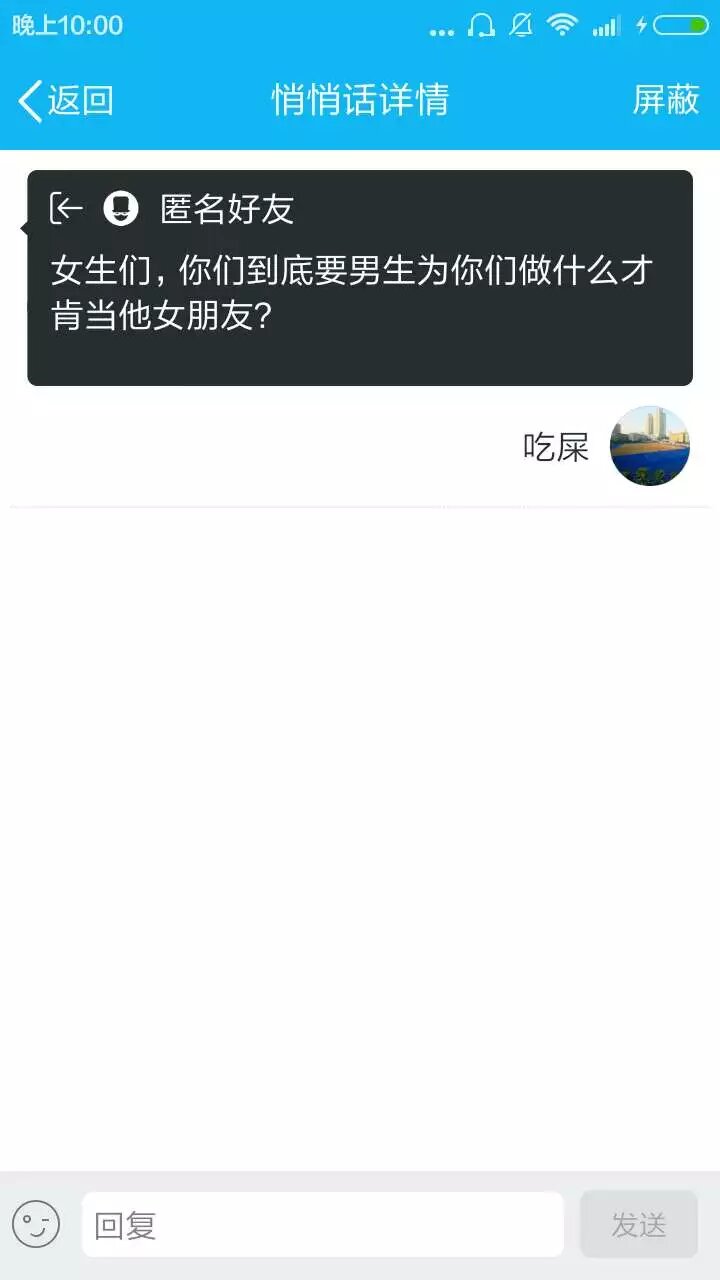 晚上10:00
返回
悄悄话详情
屏蔽
匿名好友
女生们，你们到底要男生为你们做什么才
肯当他女朋友？
吃屎
回复
发送